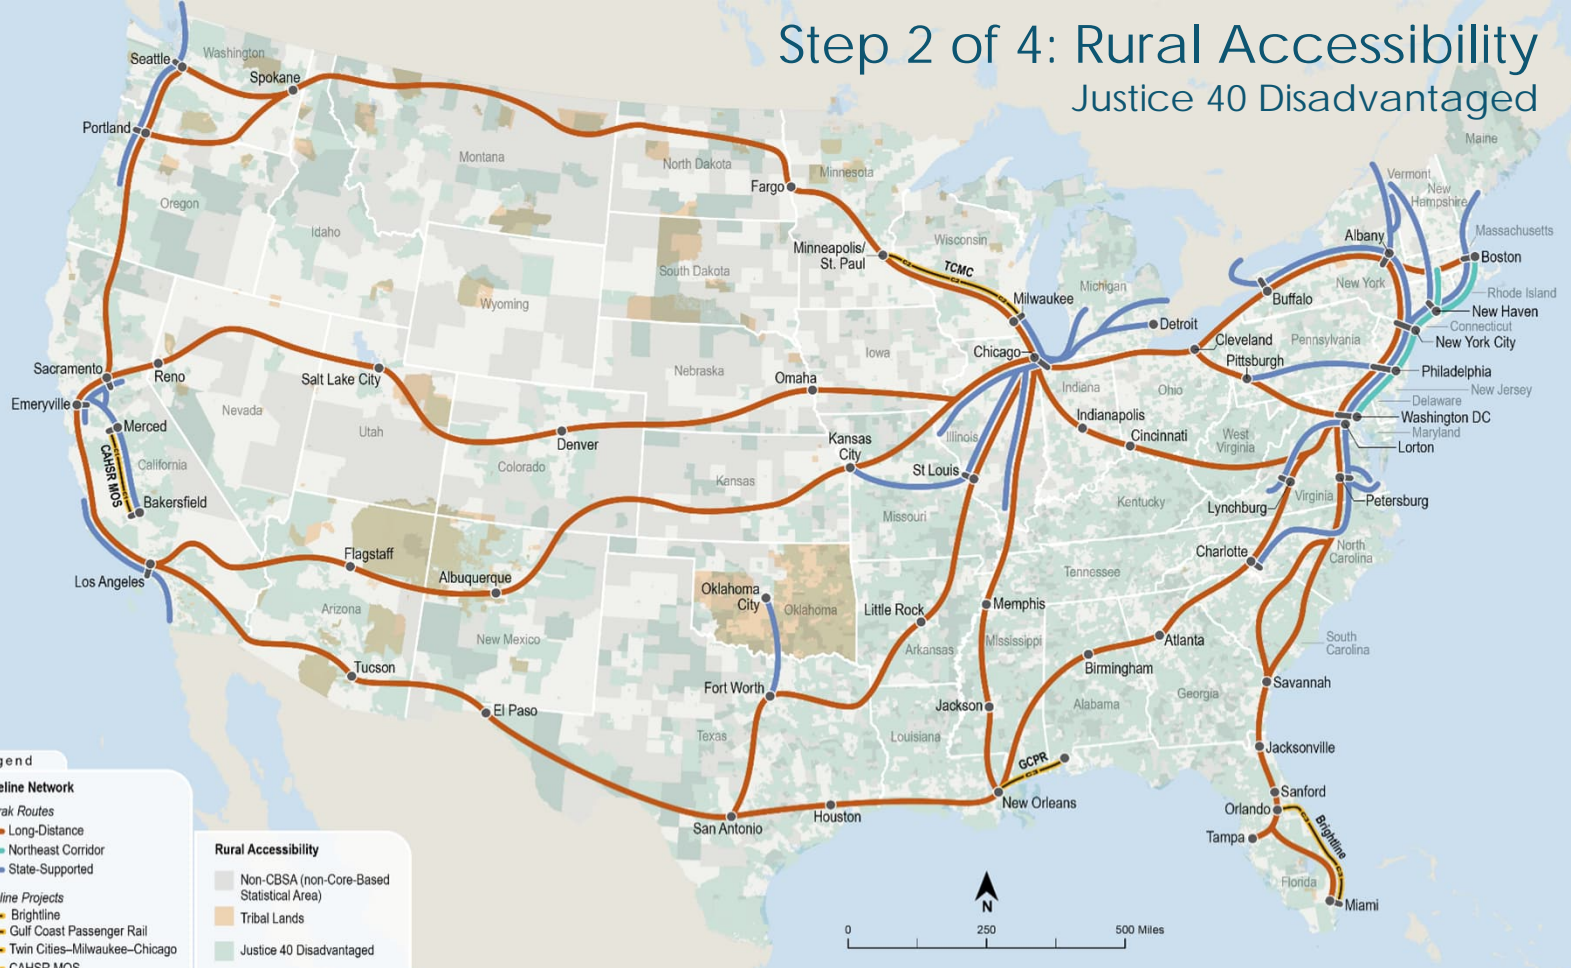 Step 2 of 4: Rural Accessibility
Justice 40 Disadvantaged
Seattle
Washington
Spokane
Portland
Montana
North Dakota
Minnesota
Fargo
Oregon
Idaho
Maine
Vermont
New
Hampshire
Massachusetts
Albany
Boston
Wisconsin
Minneapolis/
St. Paul
TCMC
South Dakota
Wyoming
Michigan
Milwaukee
New York
Buffalo
Rhode Island
New Haven
Connecticut
New York City
Detroit
Cleveland
Pennsylvania
Pittsburgh
Philadelphia
Chicago
Iowa
Sacramento
Reno
Salt Lake City
Nebraska
Omaha
Indiana
Ohio
New Jersey
Delaware
Emeryville
Nevada
Washington DC
Maryland
Lorton
Merced
Utah
Denver
Indianapolis
Cincinnati
West
Virginia
Kansas
City
Illinois
CAHSR MOS
California
Colorado
Kansas
St Louis
Bakersfield
Missouri
Kentucky
Lynchburg
Virginia
Petersburg
Flagstaff
Albuquerque
Los Angeles
Charlotte
North
Carolina
Tennessee
Oklahoma
City
Oklahoma
Arizona
New Mexico
Little Rock
Memphis
Mississippi
Arkansas
Atlanta
South
Carolina
Birmingham
Tucson
Fort Worth
Savannah
El Paso
Jackson
Alabama
Georgia
Texas
Louisiana
Jacksonville
GCPR
Sanford
New Orleans
Orlando
Houston
San Antonio
Tampa
Brightline
Florida
Miami
gend
eline Network
rak Routes
Long-Distance
Northeast Corridor
State-Supported
line Projects
Brightline
Gulf Coast Passenger Rail
Twin Cities–Milwaukee–Chicago
CAHSR MOS
Rural Accessibility
Non-CBSA (non-Core-Based
Statistical Area)
Tribal Lands
Justice 40 Disadvantaged
N
0 250 500 Miles